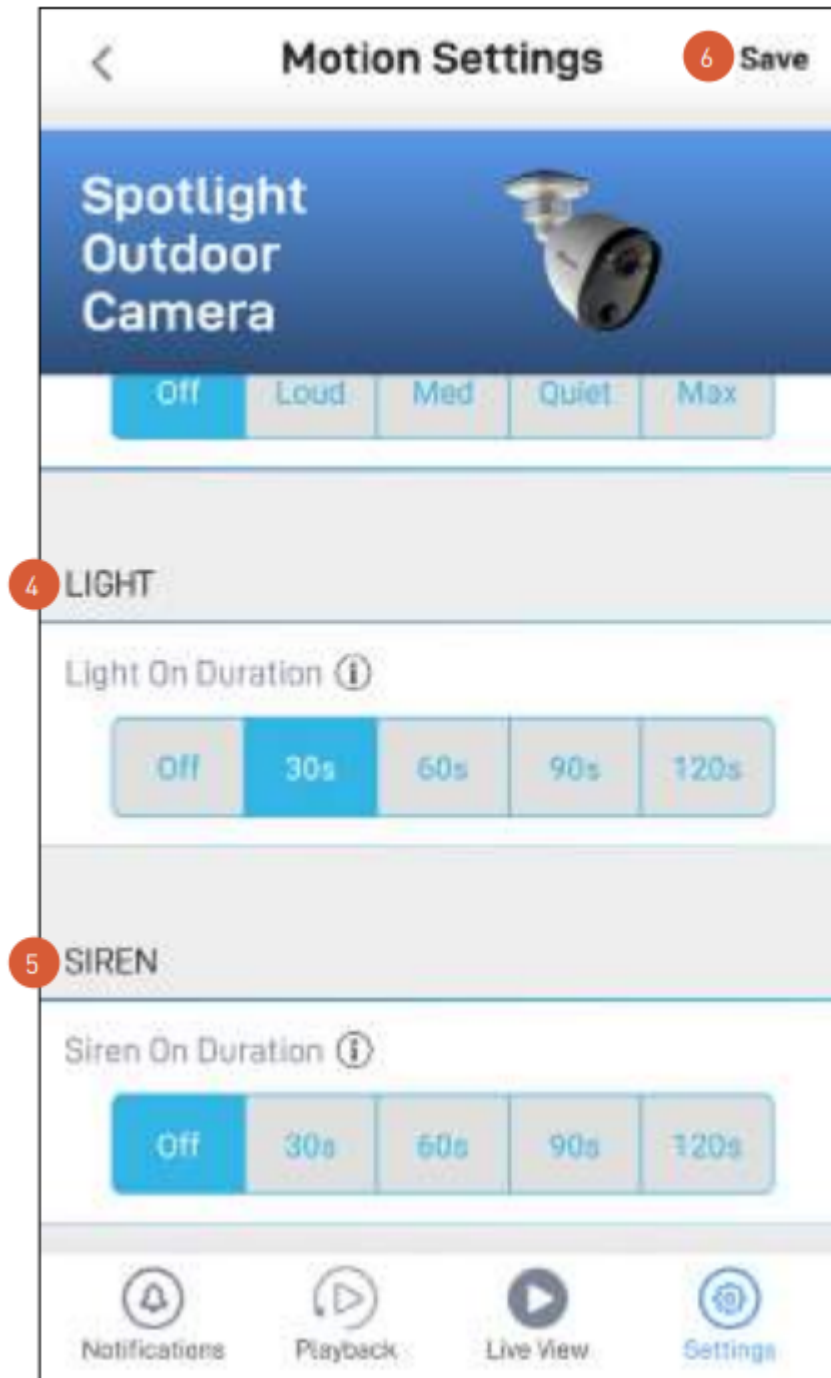 Motion Settings
6 Save
Spotlight
Outdoor
Camera
Off Loud Med Quiet Max
4 LIGHT
Light On Duration ⓘ
Off 30s 60s 90s 120s
5 SIREN
Siren On Duration ⓘ
Off 30s 60s 90s 120s
Notifications Playback Live View Settings